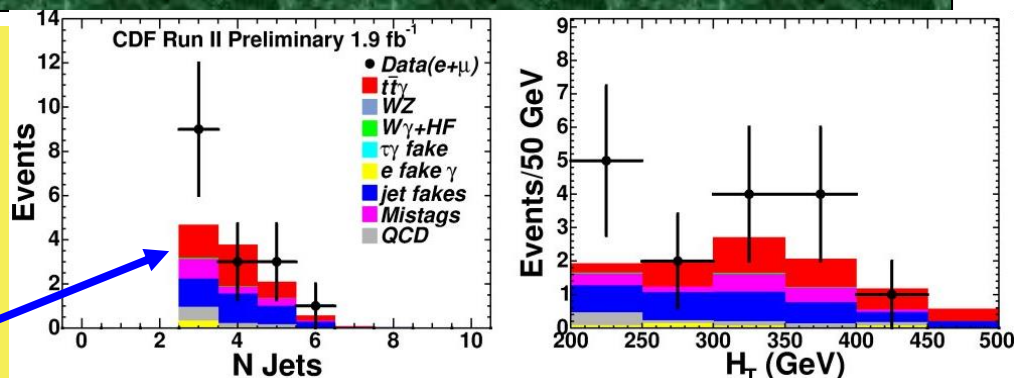 CDF Run II Preliminary 1.9 fb⁻¹
Data(e+μ)
tt̄γ
WZ
Wγ+HF
τγ fake
e fake γ
jet fakes
Mistags
QCD
Events
14
12
10
8
6
4
2
0
0 2 4 6 8 10
N Jets
Events/50 GeV
9
8
7
6
5
4
3
2
1
0
200 250 300 350 400 450 500
H_T (GeV)